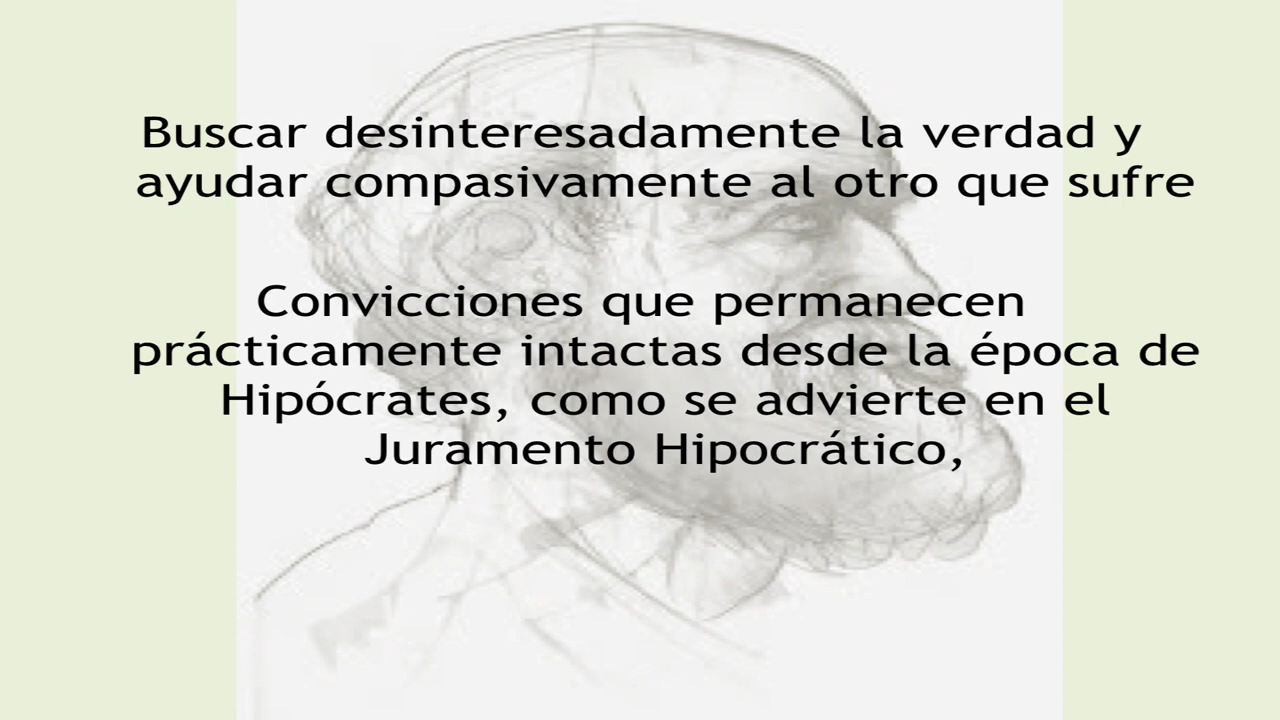 Buscar desinteresadamente la verdad y
ayudar compasivamente al otro que sufre
Convicciones que permanecen
prácticamente intactas desde la época de
Hipócrates, como se advierte en el
Juramento Hipocrático,